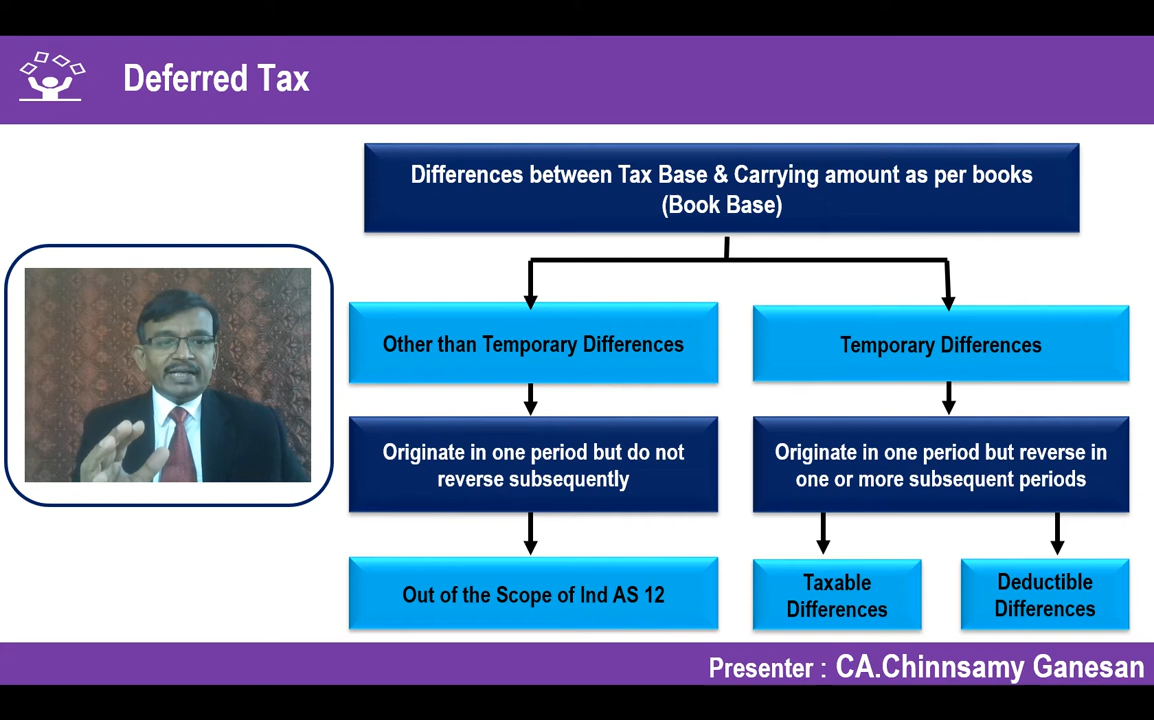 Deferred Tax
Differences between Tax Base & Carrying amount as per books
(Book Base)
Other than Temporary Differences
Temporary Differences
Originate in one period but do not
reverse subsequently
Originate in one period but reverse in
one or more subsequent periods
Out of the Scope of Ind AS 12
Taxable
Differences
Deductible
Differences
Presenter : CA.Chinnsamy Ganesan